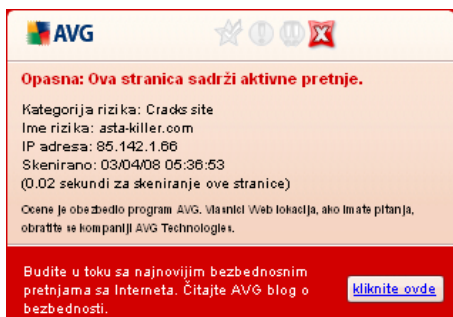 AVG
Opasna: Ova stranica sadrži aktivne pretnje.
Kategorija rizika: Cracks site
Ime rizika: asta-killer.com
IP adresa: 85.142.1.66
Skenirano: 03/04/08 05:36:53
(0.02 sekundi za skeniranje ove stranice)
Ocene je obezbedio program AVG. Vlasnici Web lokacija, ako imate pitanja,
obratite se kompaniji AVG Technologies.
Budite u toku sa najnovijim bezbednosnim
pretnjama sa Interneta. Čitajte AVG blog o
bezbednosti.
kliknite ovde